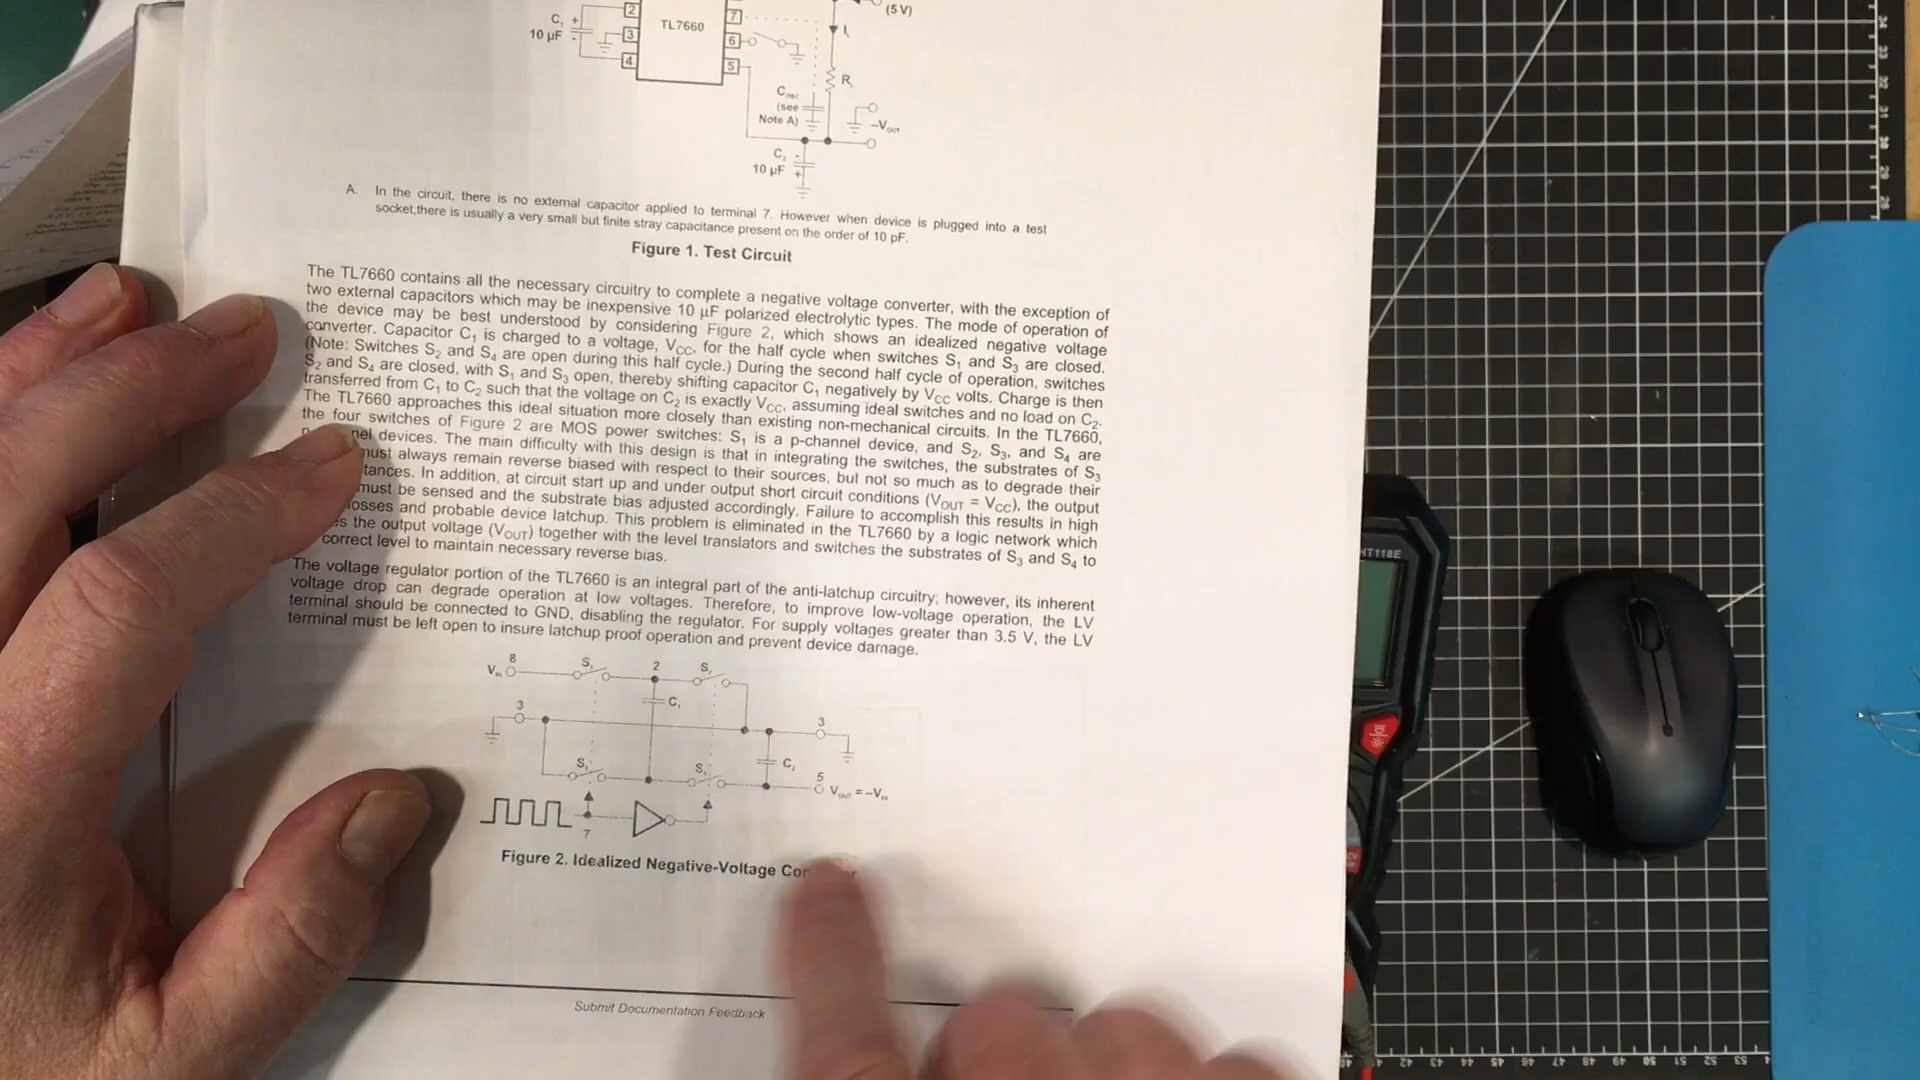 (5 V)
C1 +
10 µF -
2
3
4
TL7660
7
6
5
IL
RL
COSC
(see
Note A)
-VOUT
C2 -
10 µF +
A. In the circuit, there is no external capacitor applied to terminal 7. However when device is plugged into a test
socket,there is usually a very small but finite stray capacitance present on the order of 10 pF.
Figure 1. Test Circuit
The TL7660 contains all the necessary circuitry to complete a negative voltage converter, with the exception of
two external capacitors which may be inexpensive 10 µF polarized electrolytic types. The mode of operation of
the device may be best understood by considering Figure 2, which shows an idealized negative voltage
converter. Capacitor C1 is charged to a voltage, VCC, for the half cycle when switches S1 and S3 are closed.
(Note: Switches S2 and S4 are open during this half cycle.) During the second half cycle of operation, switches
S2 and S4 are closed, with S1 and S3 open, thereby shifting capacitor C1 negatively by VCC volts. Charge is then
transferred from C1 to C2 such that the voltage on C2 is exactly VCC, assuming ideal switches and no load on C2.
The TL7660 approaches this ideal situation more closely than existing non-mechanical circuits. In the TL7660,
the four switches of Figure 2 are MOS power switches: S1 is a p-channel device, and S2, S3, and S4 are
nel devices. The main difficulty with this design is that in integrating the switches, the substrates of S3
must always remain reverse biased with respect to their sources, but not so much as to degrade their
tances. In addition, at circuit start up and under output short circuit conditions (VOUT = VCC), the output
must be sensed and the substrate bias adjusted accordingly. Failure to accomplish this results in high
losses and probable device latchup. This problem is eliminated in the TL7660 by a logic network which
s the output voltage (VOUT) together with the level translators and switches the substrates of S3 and S4 to
correct level to maintain necessary reverse bias.
The voltage regulator portion of the TL7660 is an integral part of the anti-latchup circuitry, however, its inherent
voltage drop can degrade operation at low voltages. Therefore, to improve low-voltage operation, the LV
terminal should be connected to GND, disabling the regulator. For supply voltages greater than 3.5 V, the LV
terminal must be left open to insure latchup proof operation and prevent device damage.
8
VIN
S1
2
S2
C1
3
3
S3
S4
C2
5
VOUT = -VIN
7
Figure 2. Idealized Negative-Voltage Co
Submit Documentation Feedback
HT118E
34
33
32
31
30
29
28
42
43
44
45
46
47
48
49
50
51
52
53